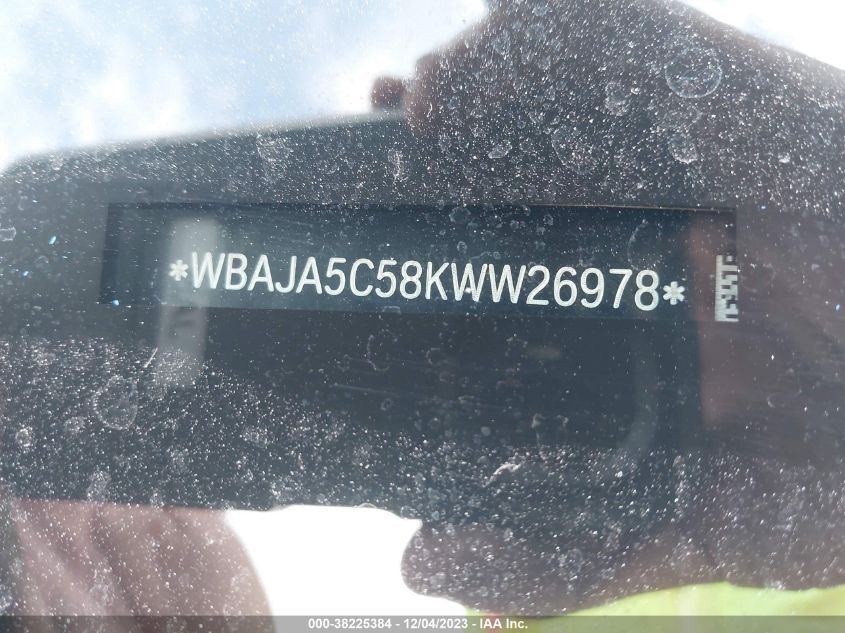 *WBAJA5C58KWW26978*
000-38225384 - 12/04/2023 - IAA Inc.